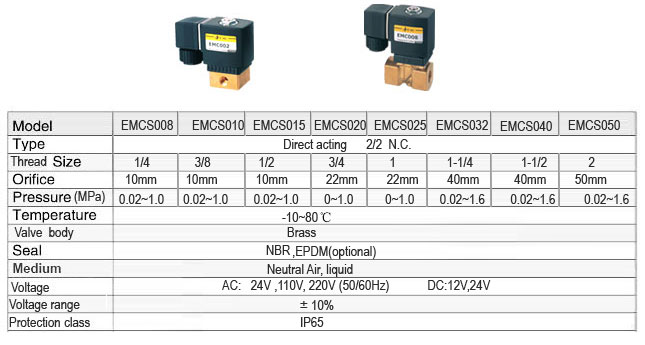 EMC002
EMC008
Model EMCS008 EMCS010 EMCS015 EMCS020 EMCS025 EMCS032 EMCS040 EMCS050
Type Direct acting 2/2 N.C.
Thread Size 1/4 3/8 1/2 3/4 1 1-1/4 1-1/2 2
Orifice 10mm 10mm 10mm 22mm 22mm 40mm 40mm 50mm
Pressure (MPa) 0.02~1.0 0.02~1.0 0.02~1.0 0~1.0 0~1.0 0.02~1.6 0.02~1.6 0.02~1.6
Temperature -10~80℃
Valve body Brass
Seal NBR ,EPDM(optional)
Medium Neutral Air, liquid
Voltage AC: 24V ,110V, 220V (50/60Hz) DC:12V,24V
Voltage range ± 10%
Protection class IP65